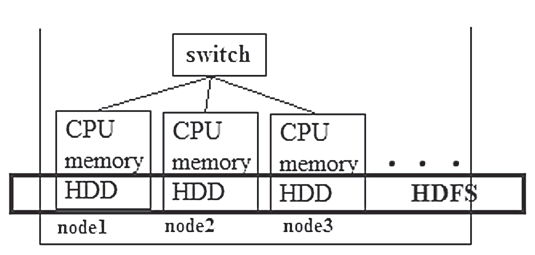 switch
CPU CPU CPU
memory memory memory . . .
HDD HDD HDD HDFS
node1 node2 node3